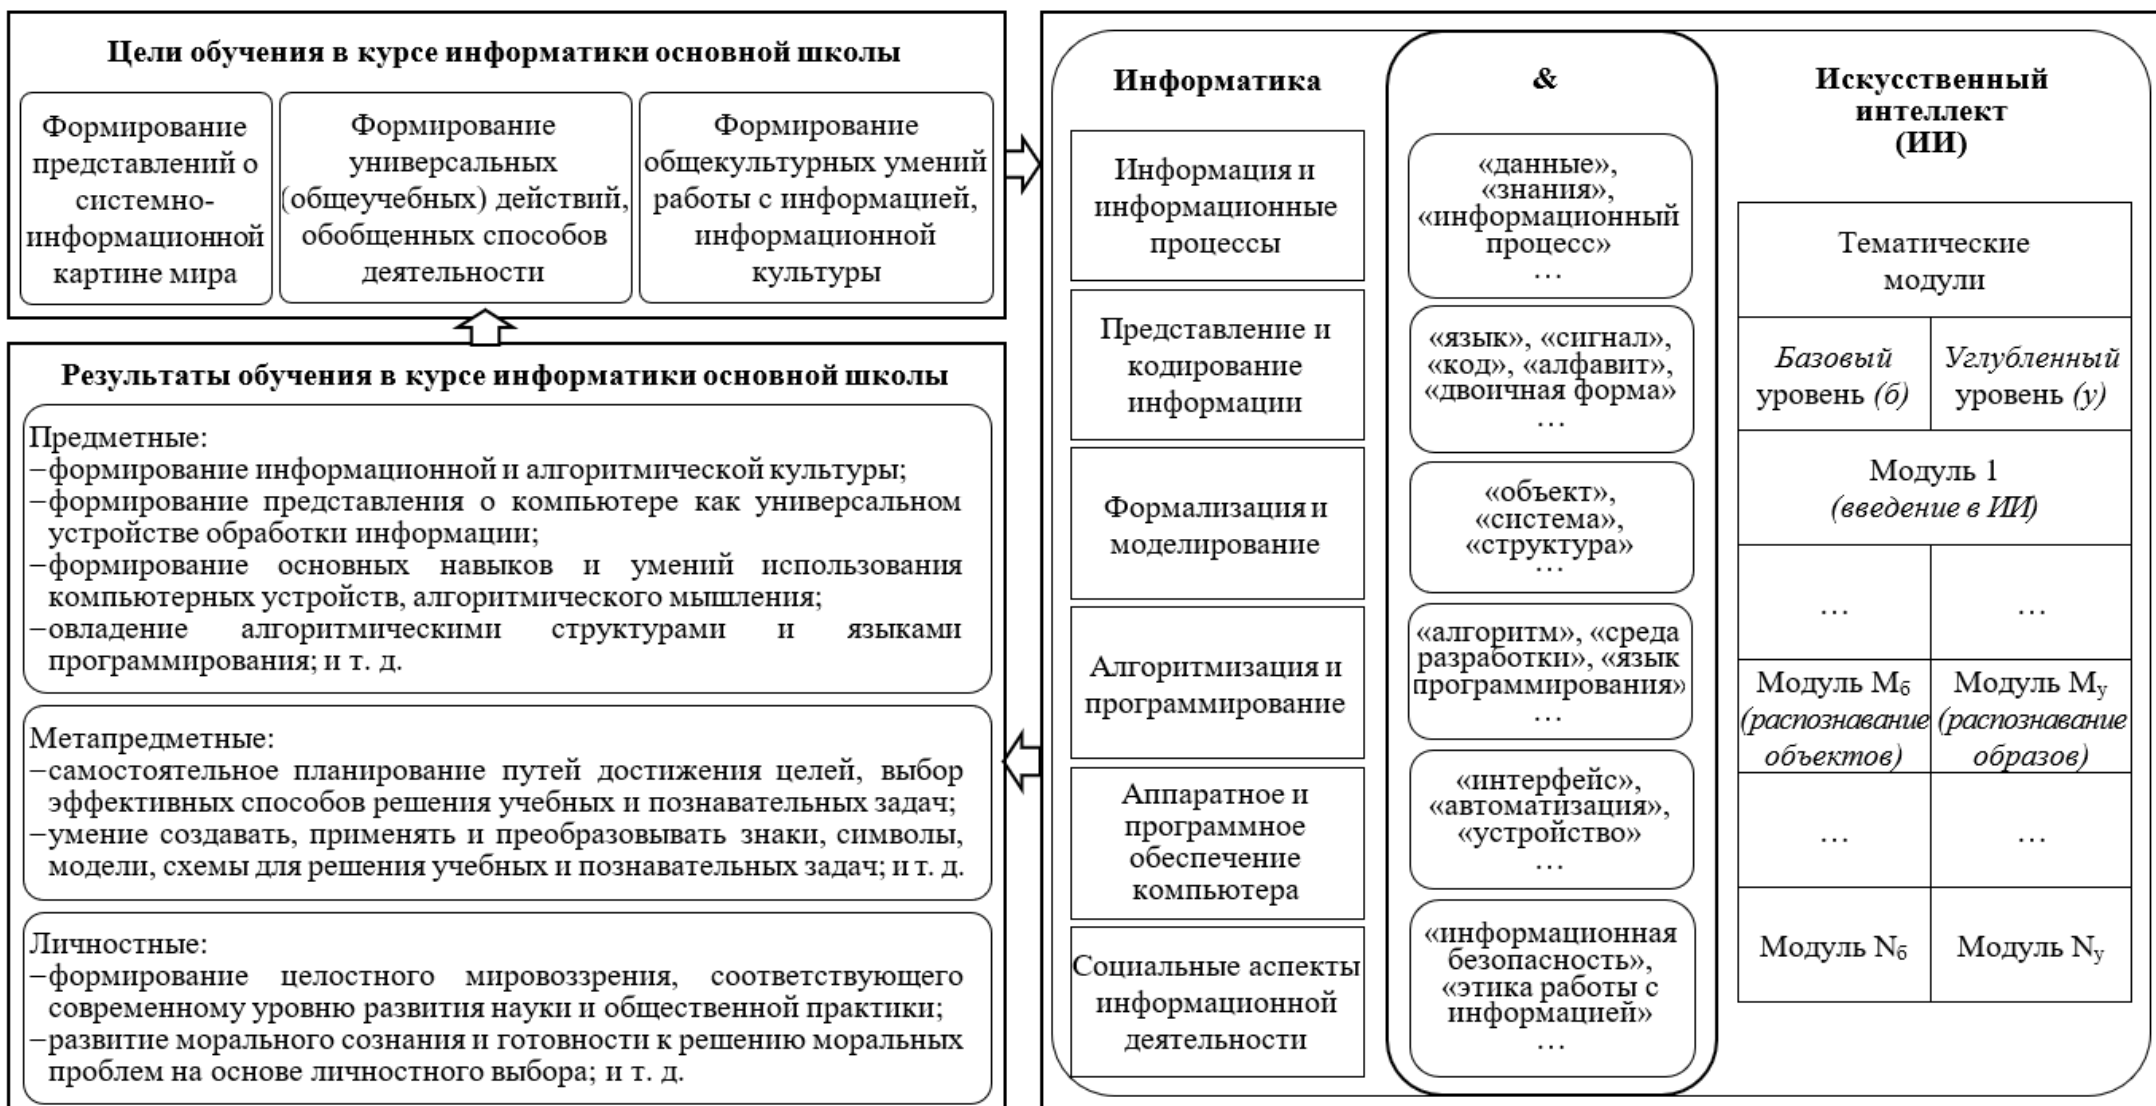 Цели обучения в курсе информатики основной школы
Формирование
представлений о
системно-
информационной
картине мира
Формирование
универсальных
(общеучебных) действий,
обобщенных способов
деятельности
Формирование
общекультурных умений
работы с информацией,
информационной
культуры
Результаты обучения в курсе информатики основной школы
Предметные:
–формирование информационной и алгоритмической культуры;
–формирование представления о компьютере как универсальном
устройстве обработки информации;
–формирование основных навыков и умений использования
компьютерных устройств, алгоритмического мышления;
–овладение алгоритмическими структурами и языками
программирования; и т. д.
Метапредметные:
–самостоятельное планирование путей достижения целей, выбор
эффективных способов решения учебных и познавательных задач;
–умение создавать, применять и преобразовывать знаки, символы,
модели, схемы для решения учебных и познавательных задач; и т. д.
Личностные:
–формирование целостного мировоззрения, соответствующего
современному уровню развития науки и общественной практики;
–развитие морального сознания и готовности к решению моральных
проблем на основе личностного выбора; и т. д.
Информатика
Информация и
информационные
процессы
Представление и
кодирование
информации
Формализация и
моделирование
Алгоритмизация и
программирование
Аппаратное и
программное
обеспечение
компьютера
Социальные аспекты
информационной
деятельности
&
«данные»,
«знания»,
«информационный
процесс»
…
«язык», «сигнал»,
«код», «алфавит»,
«двоичная форма»
…
«объект»,
«система»,
«структура»
…
«алгоритм», «среда
разработки», «язык
программирования»
…
«интерфейс»,
«автоматизация»,
«устройство»
…
«информационная
безопасность»,
«этика работы с
информацией»
…
Искусственный
интеллект
(ИИ)
Тематические
модули
Базовый
уровень (б)
Углубленный
уровень (у)
Модуль 1
(введение в ИИ)
…
…
Модуль Mб
(распознавание
объектов)
Модуль Mу
(распознавание
образов)
…
…
Модуль Nб
Модуль Nу